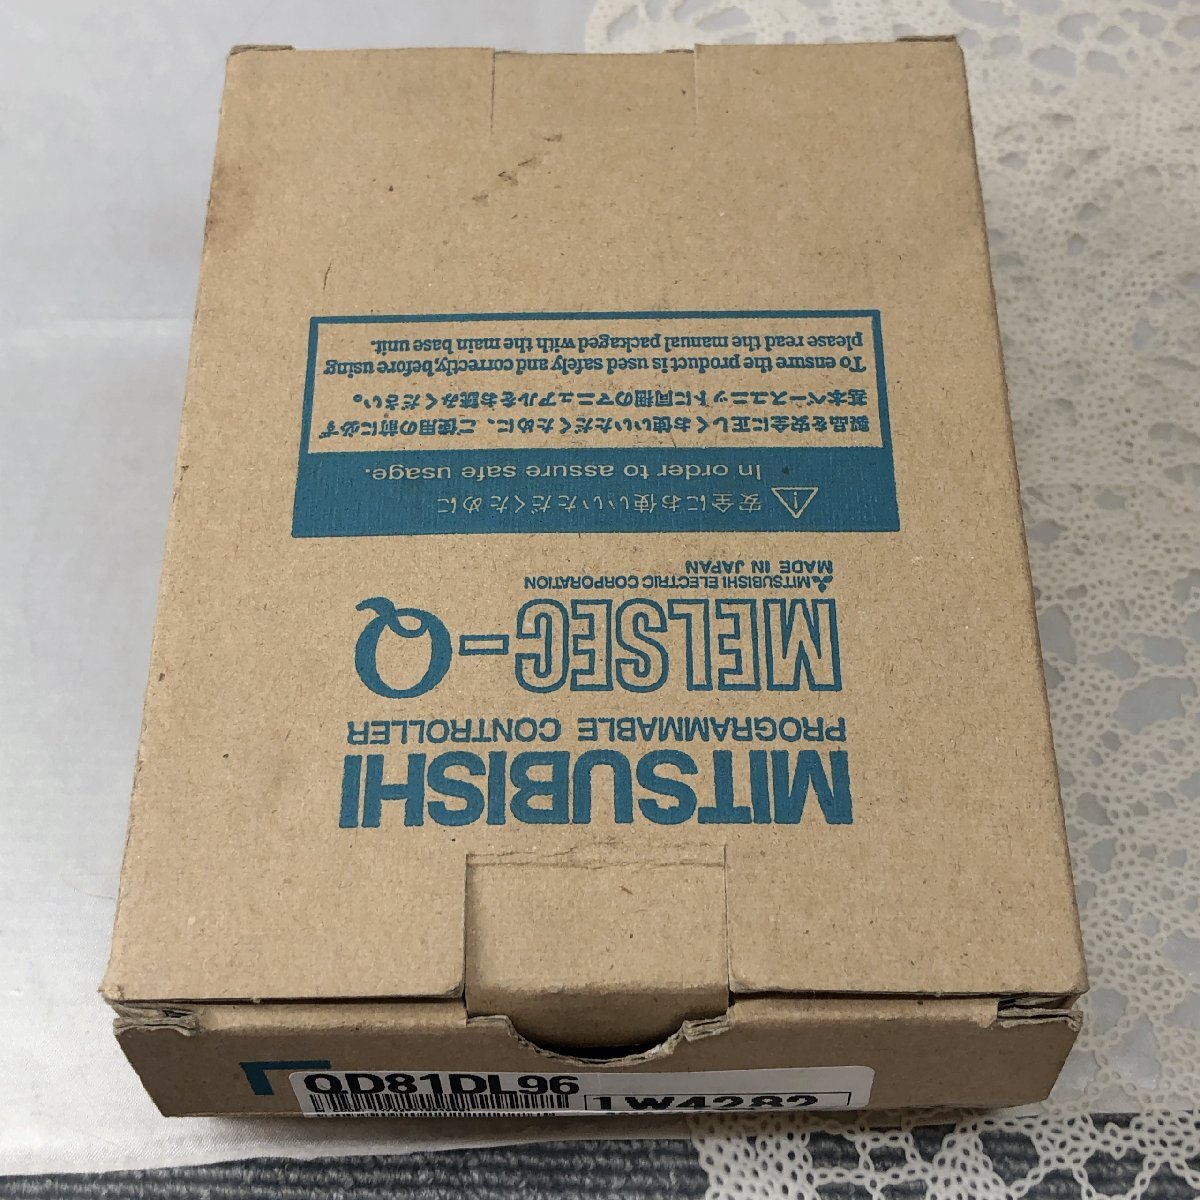 MITSUBISHI
PROGRAMMABLE CONTROLLER
MELSEC-Q
MITSUBISHI ELECTRIC CORPORATION
MADE IN JAPAN
安全にお使いいただくために
In order to assure safe usage.
製品を安全に正しくお使いいただくために、ご使用の前に必ず
基本ベースユニットに同梱のマニュアルをお読みください。
To ensure the product is used safely and correctly, before using
please read the manual packaged with the main base unit.
QD81DL96
1W4282